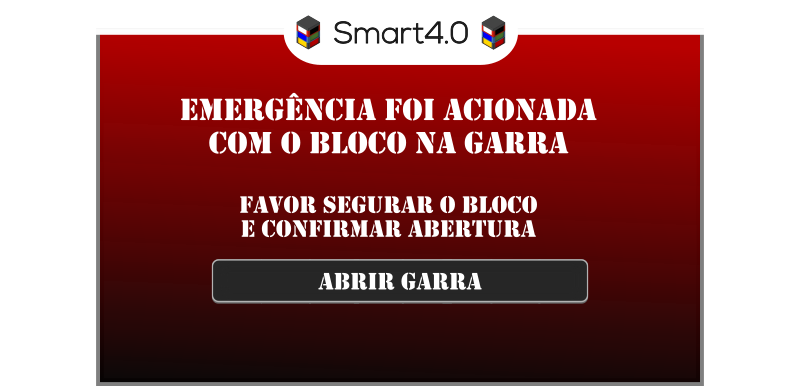 Smart4.0
EMERGÊNCIA FOI ACIONADA
COM O BLOCO NA GARRA
FAVOR SEGURAR O BLOCO
E CONFIRMAR ABERTURA
ABRIR GARRA